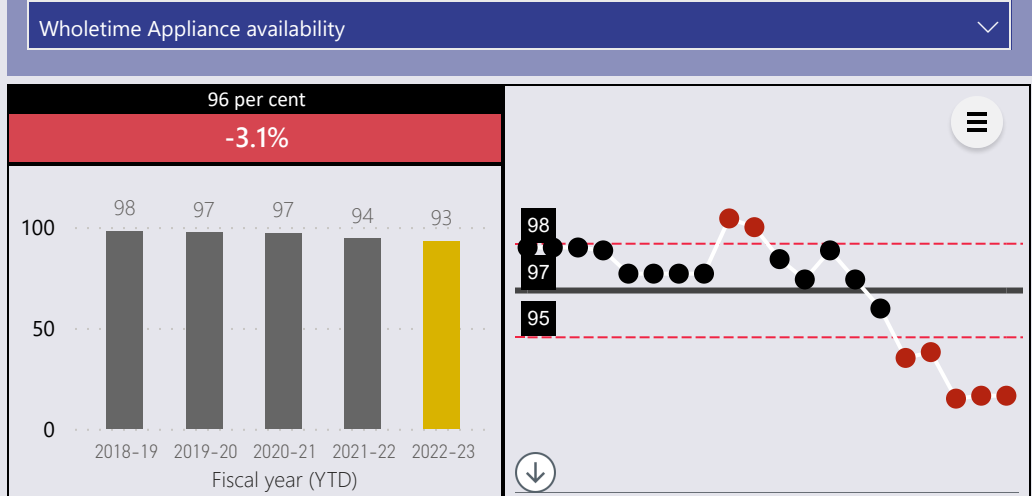 Wholetime Appliance availability
96 per cent
-3.1%
98 97 97 94 93
100
50
0
2018-19 2019-20 2020-21 2021-22 2022-23
Fiscal year (YTD)
98
97
95